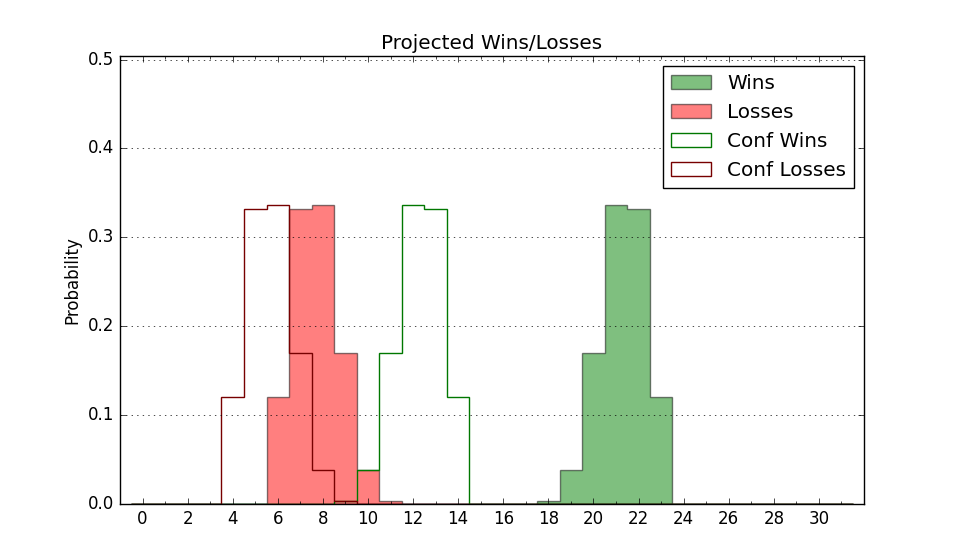 Projected Wins/Losses
Wins
Losses
Conf Wins
Conf Losses
Probability
0.5
0.4
0.3
0.2
0.1
0.0
0 2 4 6 8 10 12 14 16 18 20 22 24 26 28 30